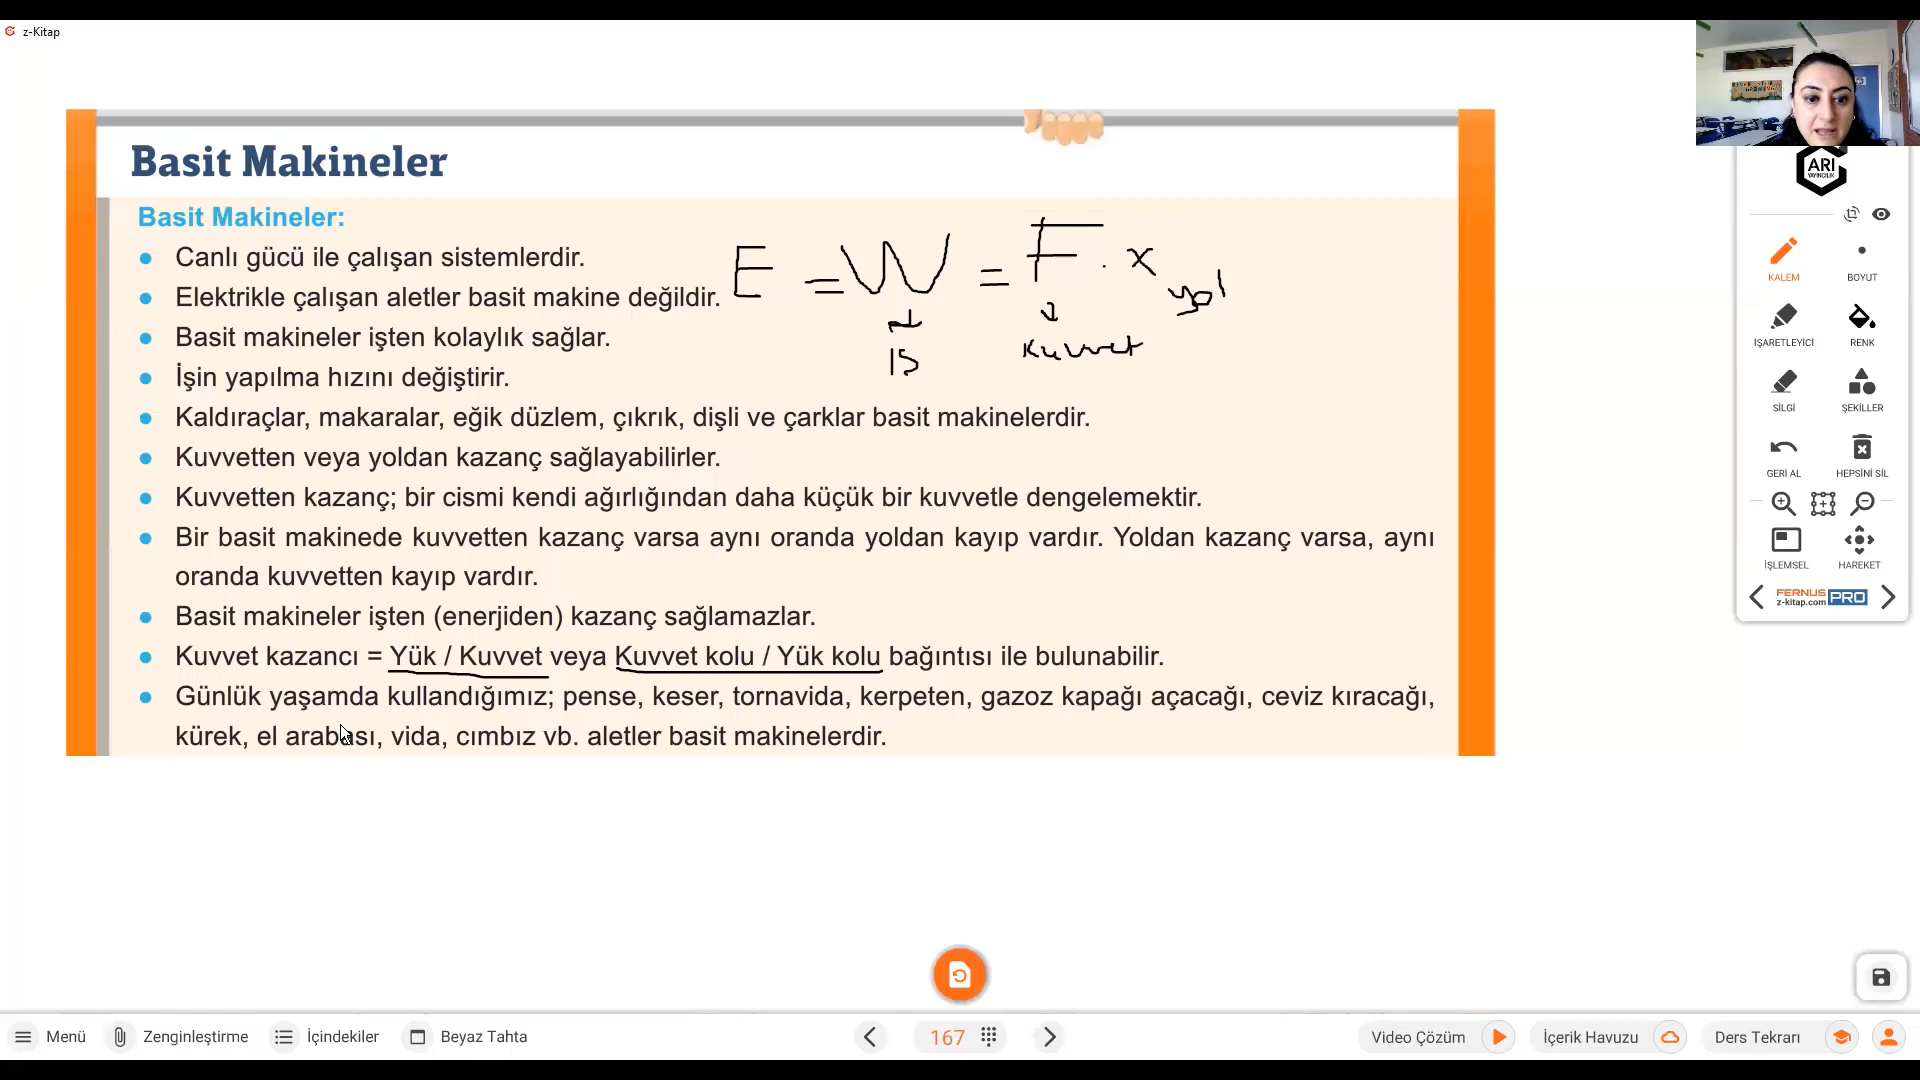 z-Kitap
Basit Makineler
Basit Makineler:
Canlı gücü ile çalışan sistemlerdir.
Elektrikle çalışan aletler basit makine değildir.
Basit makineler işten kolaylık sağlar.
İşin yapılma hızını değiştirir.
Kaldıraçlar, makaralar, eğik düzlem, çıkrık, dişli ve çarklar basit makinelerdir.
Kuvvetten veya yoldan kazanç sağlayabilirler.
Kuvvetten kazanç; bir cismi kendi ağırlığından daha küçük bir kuvvetle dengelemektir.
Bir basit makinede kuvvetten kazanç varsa aynı oranda yoldan kayıp vardır. Yoldan kazanç varsa, aynı
oranda kuvvetten kayıp vardır.
Basit makineler işten (enerjiden) kazanç sağlamazlar.
Kuvvet kazancı = Yük / Kuvvet veya Kuvvet kolu / Yük kolu bağıntısı ile bulunabilir.
Günlük yaşamda kullandığımız; pense, keser, tornavida, kerpeten, gazoz kapağı açacağı, ceviz kıracağı,
kürek, el arabası, vida, cımbız vb. aletler basit makinelerdir.
E = W = F . x
yol
İş
Kuvvet
ARI
YAYINCILIK
KALEM BOYUT
İŞARETLEYİCİ RENK
SİLGİ ŞEKİLLER
GERİ AL HEPSİNİ SİL
İŞLEMSEL HAREKET
FERNUS
z-kitap.com PRO
Menü Zenginleştirme İçindekiler Beyaz Tahta 167 Video Çözüm İçerik Havuzu Ders Tekrarı